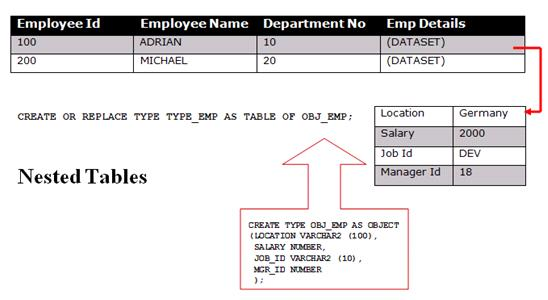 Employee Id Employee Name Department No Emp Details
100 ADRIAN 10 (DATASET)
200 MICHAEL 20 (DATASET)
CREATE OR REPLACE TYPE TYPE_EMP AS TABLE OF OBJ_EMP;
Location Germany
Salary 2000
Job Id DEV
Manager Id 18
Nested Tables
CREATE TYPE OBJ_EMP AS OBJECT
(LOCATION VARCHAR2 (100),
SALARY NUMBER,
JOB_ID VARCHAR2 (10),
MGR_ID NUMBER
);